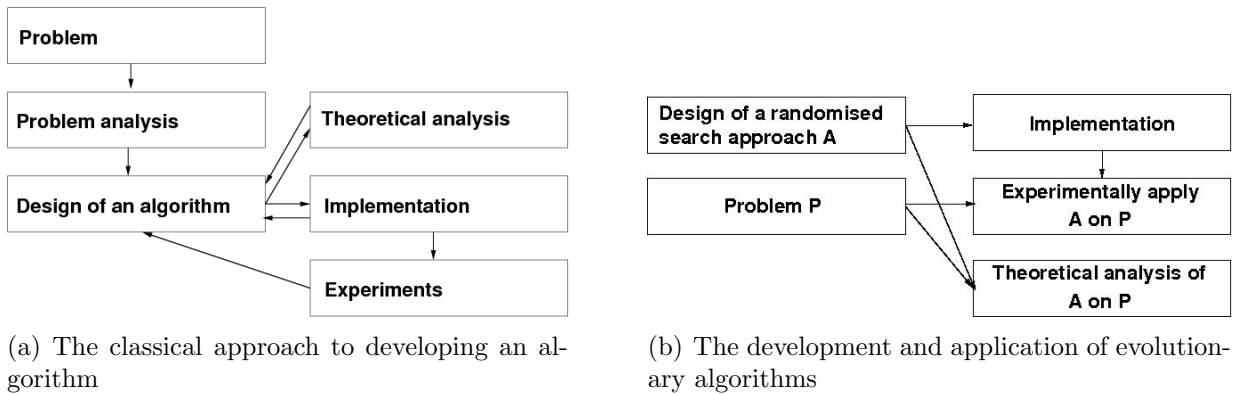 Problem
Problem analysis
Theoretical analysis
Design of an algorithm
Implementation
Experiments
(a) The classical approach to developing an al-
gorithm
Design of a randomised
search approach A
Implementation
Problem P
Experimentally apply
A on P
Theoretical analysis of
A on P
(b) The development and application of evolution-
ary algorithms